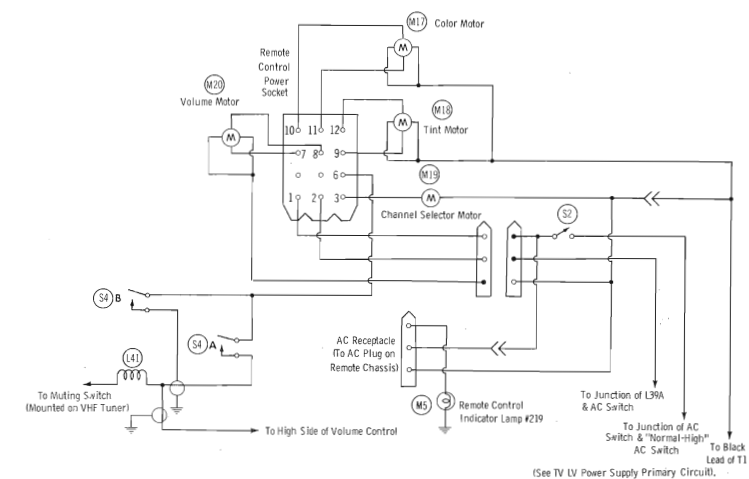 M17 Color Motor
Remote
Control
Power
Socket
M20
Volume Motor
M18
Tint Motor
10 11 12
7 8 9
6
1 2 3
M
M
M
M
M19
Channel Selector Motor
S2
S4 B
S4 A
L41
AC Receptacle
(To AC Plug on
Remote Chassis)
To Muting Switch
(Mounted on VHF Tuner)
M5
Remote Control
Indicator Lamp #219
To High Side of Volume Control
To Junction of L39A
& AC Switch
To Junction of AC
Switch & "Normal-High"
AC Switch
To Black
Lead of T1
(See TV LV Power Supply Primary Circuit).